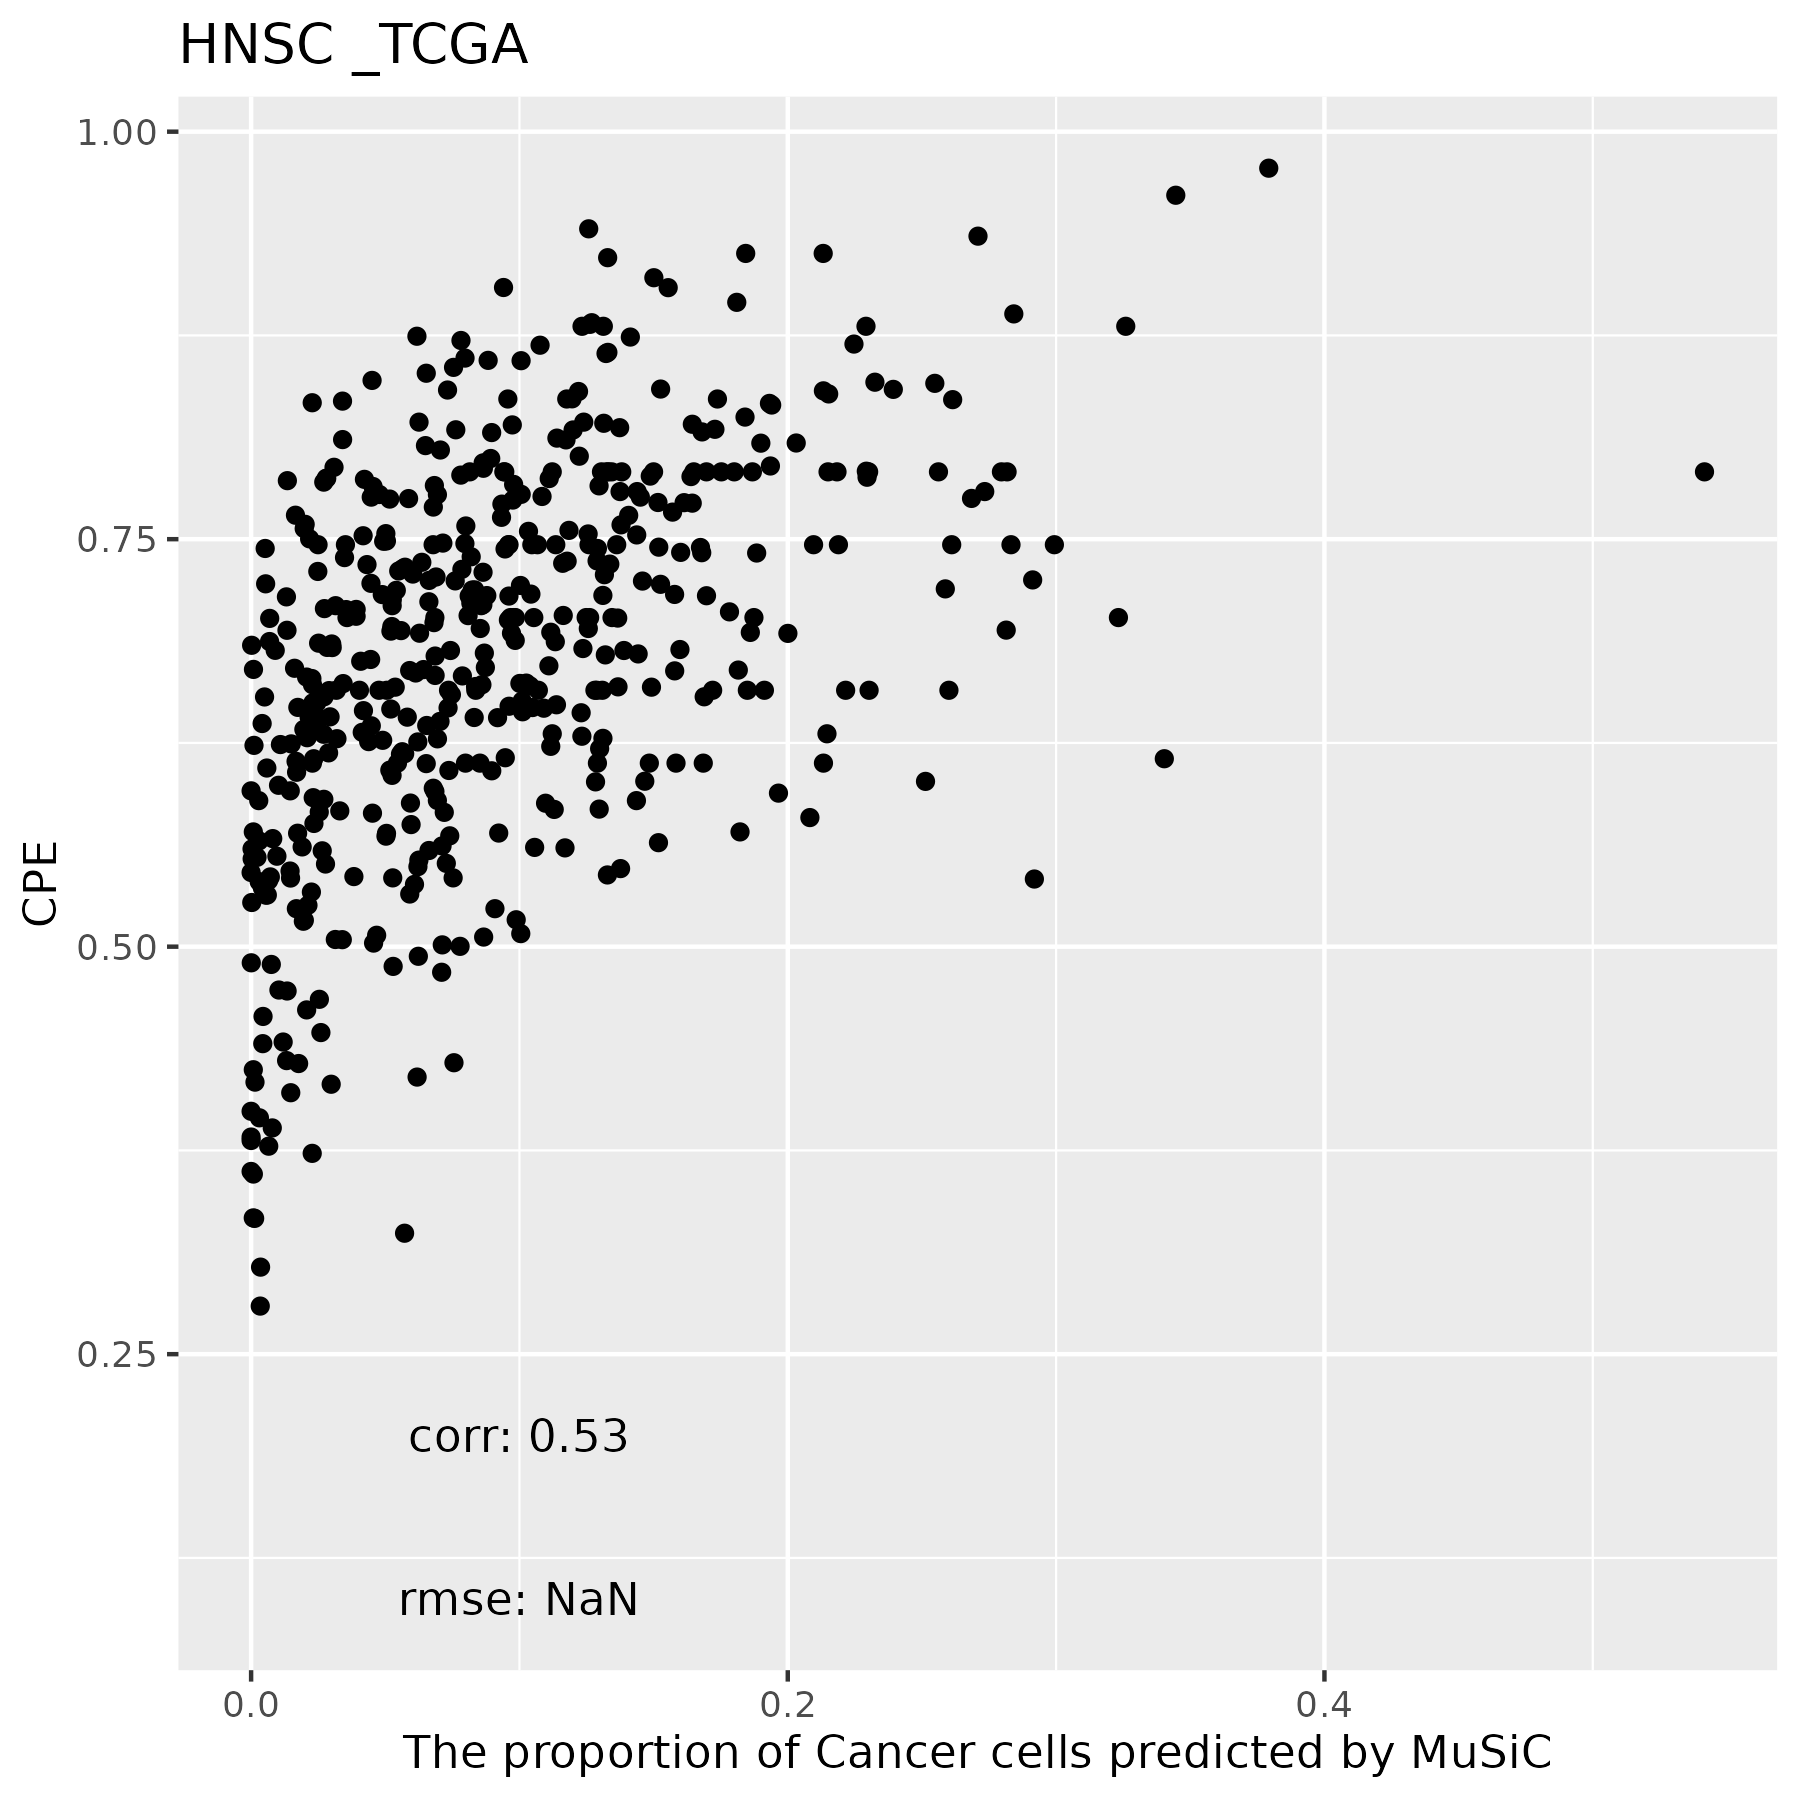 HNSC _TCGA
1.00
0.75
0.50
0.25
CPE
corr: 0.53
rmse: NaN
0.0 0.2 0.4
The proportion of Cancer cells predicted by MuSiC